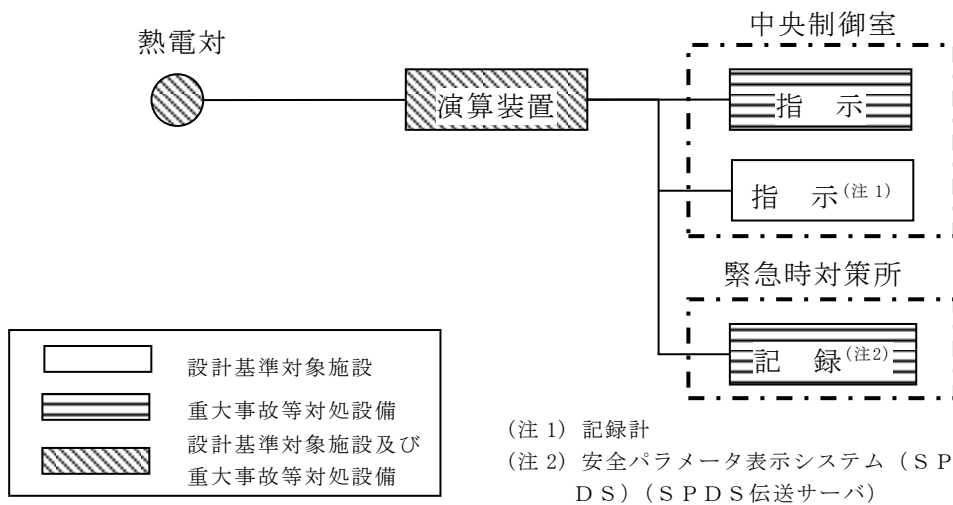 中央制御室
熱電対
演算装置
指　示
指　示(注1)
緊急時対策所
記　録(注2)
設計基準対象施設
重大事故等対処設備
設計基準対象施設及び
重大事故等対処設備
(注 1) 記録計
(注 2) 安全パラメータ表示システム（ＳＰ
ＤＳ）（ＳＰＤＳ伝送サーバ）